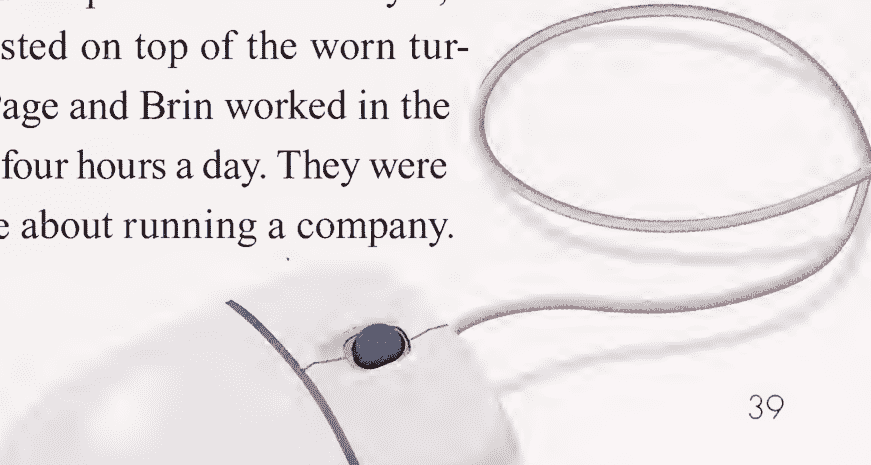 sted on top of the worn tur-
age and Brin worked in the
four hours a day. They were
about running a company.
39